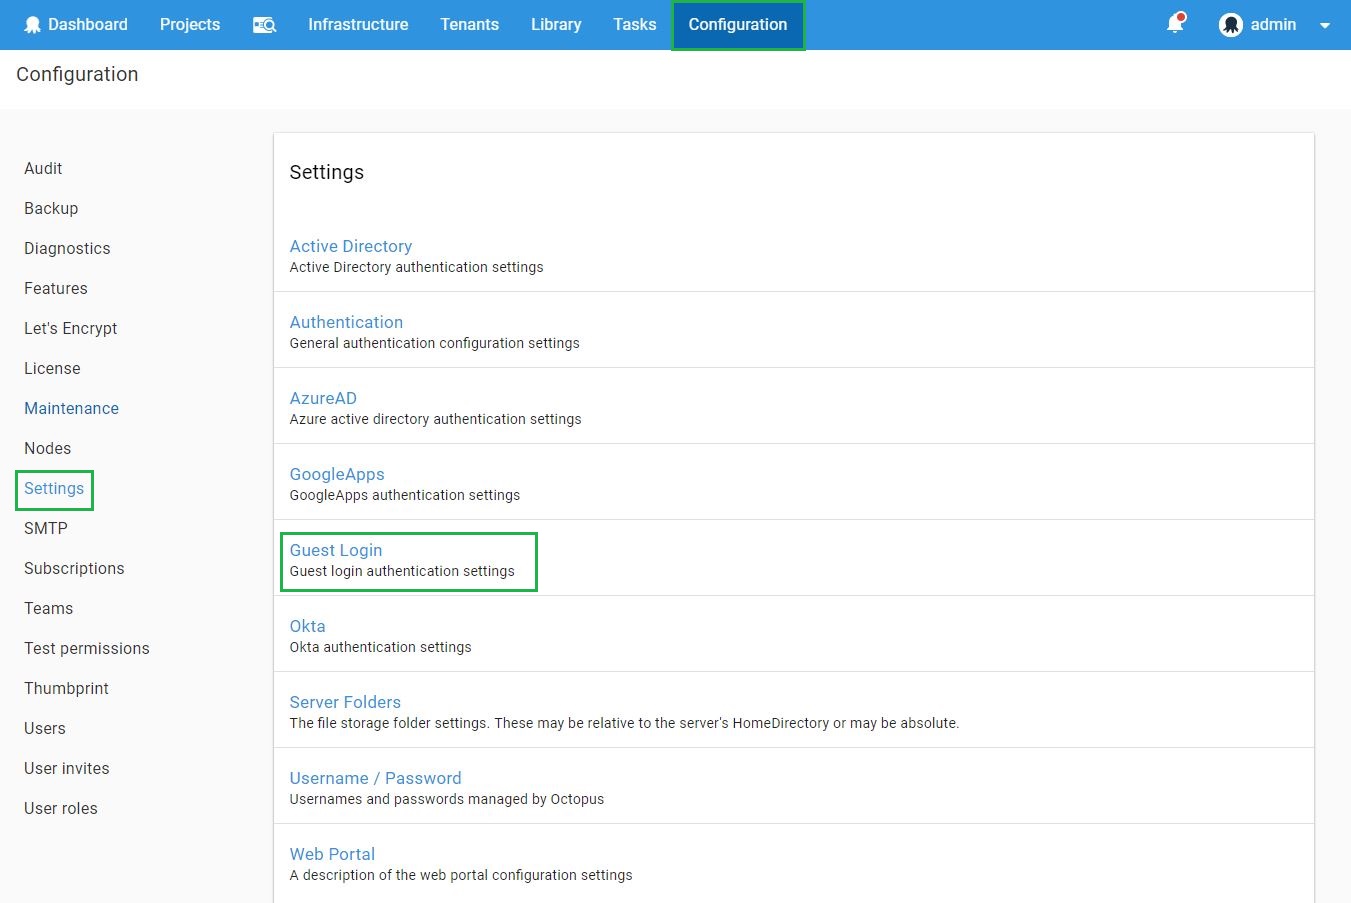 Dashboard Projects Infrastructure Tenants Library Tasks Configuration admin
Configuration
Audit
Backup
Diagnostics
Features
Let's Encrypt
License
Maintenance
Nodes
Settings
SMTP
Subscriptions
Teams
Test permissions
Thumbprint
Users
User invites
User roles
Settings
Active Directory
Active Directory authentication settings
Authentication
General authentication configuration settings
AzureAD
Azure active directory authentication settings
GoogleApps
GoogleApps authentication settings
Guest Login
Guest login authentication settings
Okta
Okta authentication settings
Server Folders
The file storage folder settings. These may be relative to the server's HomeDirectory or may be absolute.
Username / Password
Usernames and passwords managed by Octopus
Web Portal
A description of the web portal configuration settings